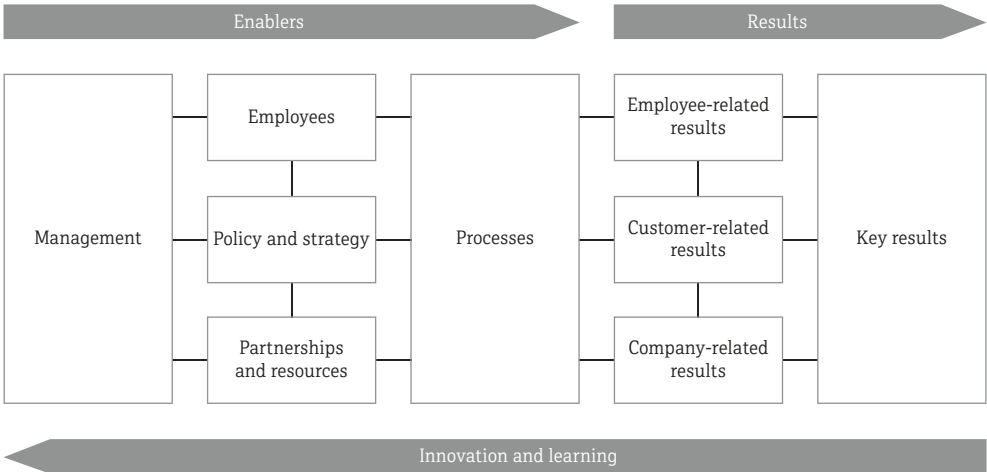 Enablers
Results
Management
Employees
Policy and strategy
Partnerships
and resources
Processes
Employee-related
results
Customer-related
results
Company-related
results
Key results
Innovation and learning